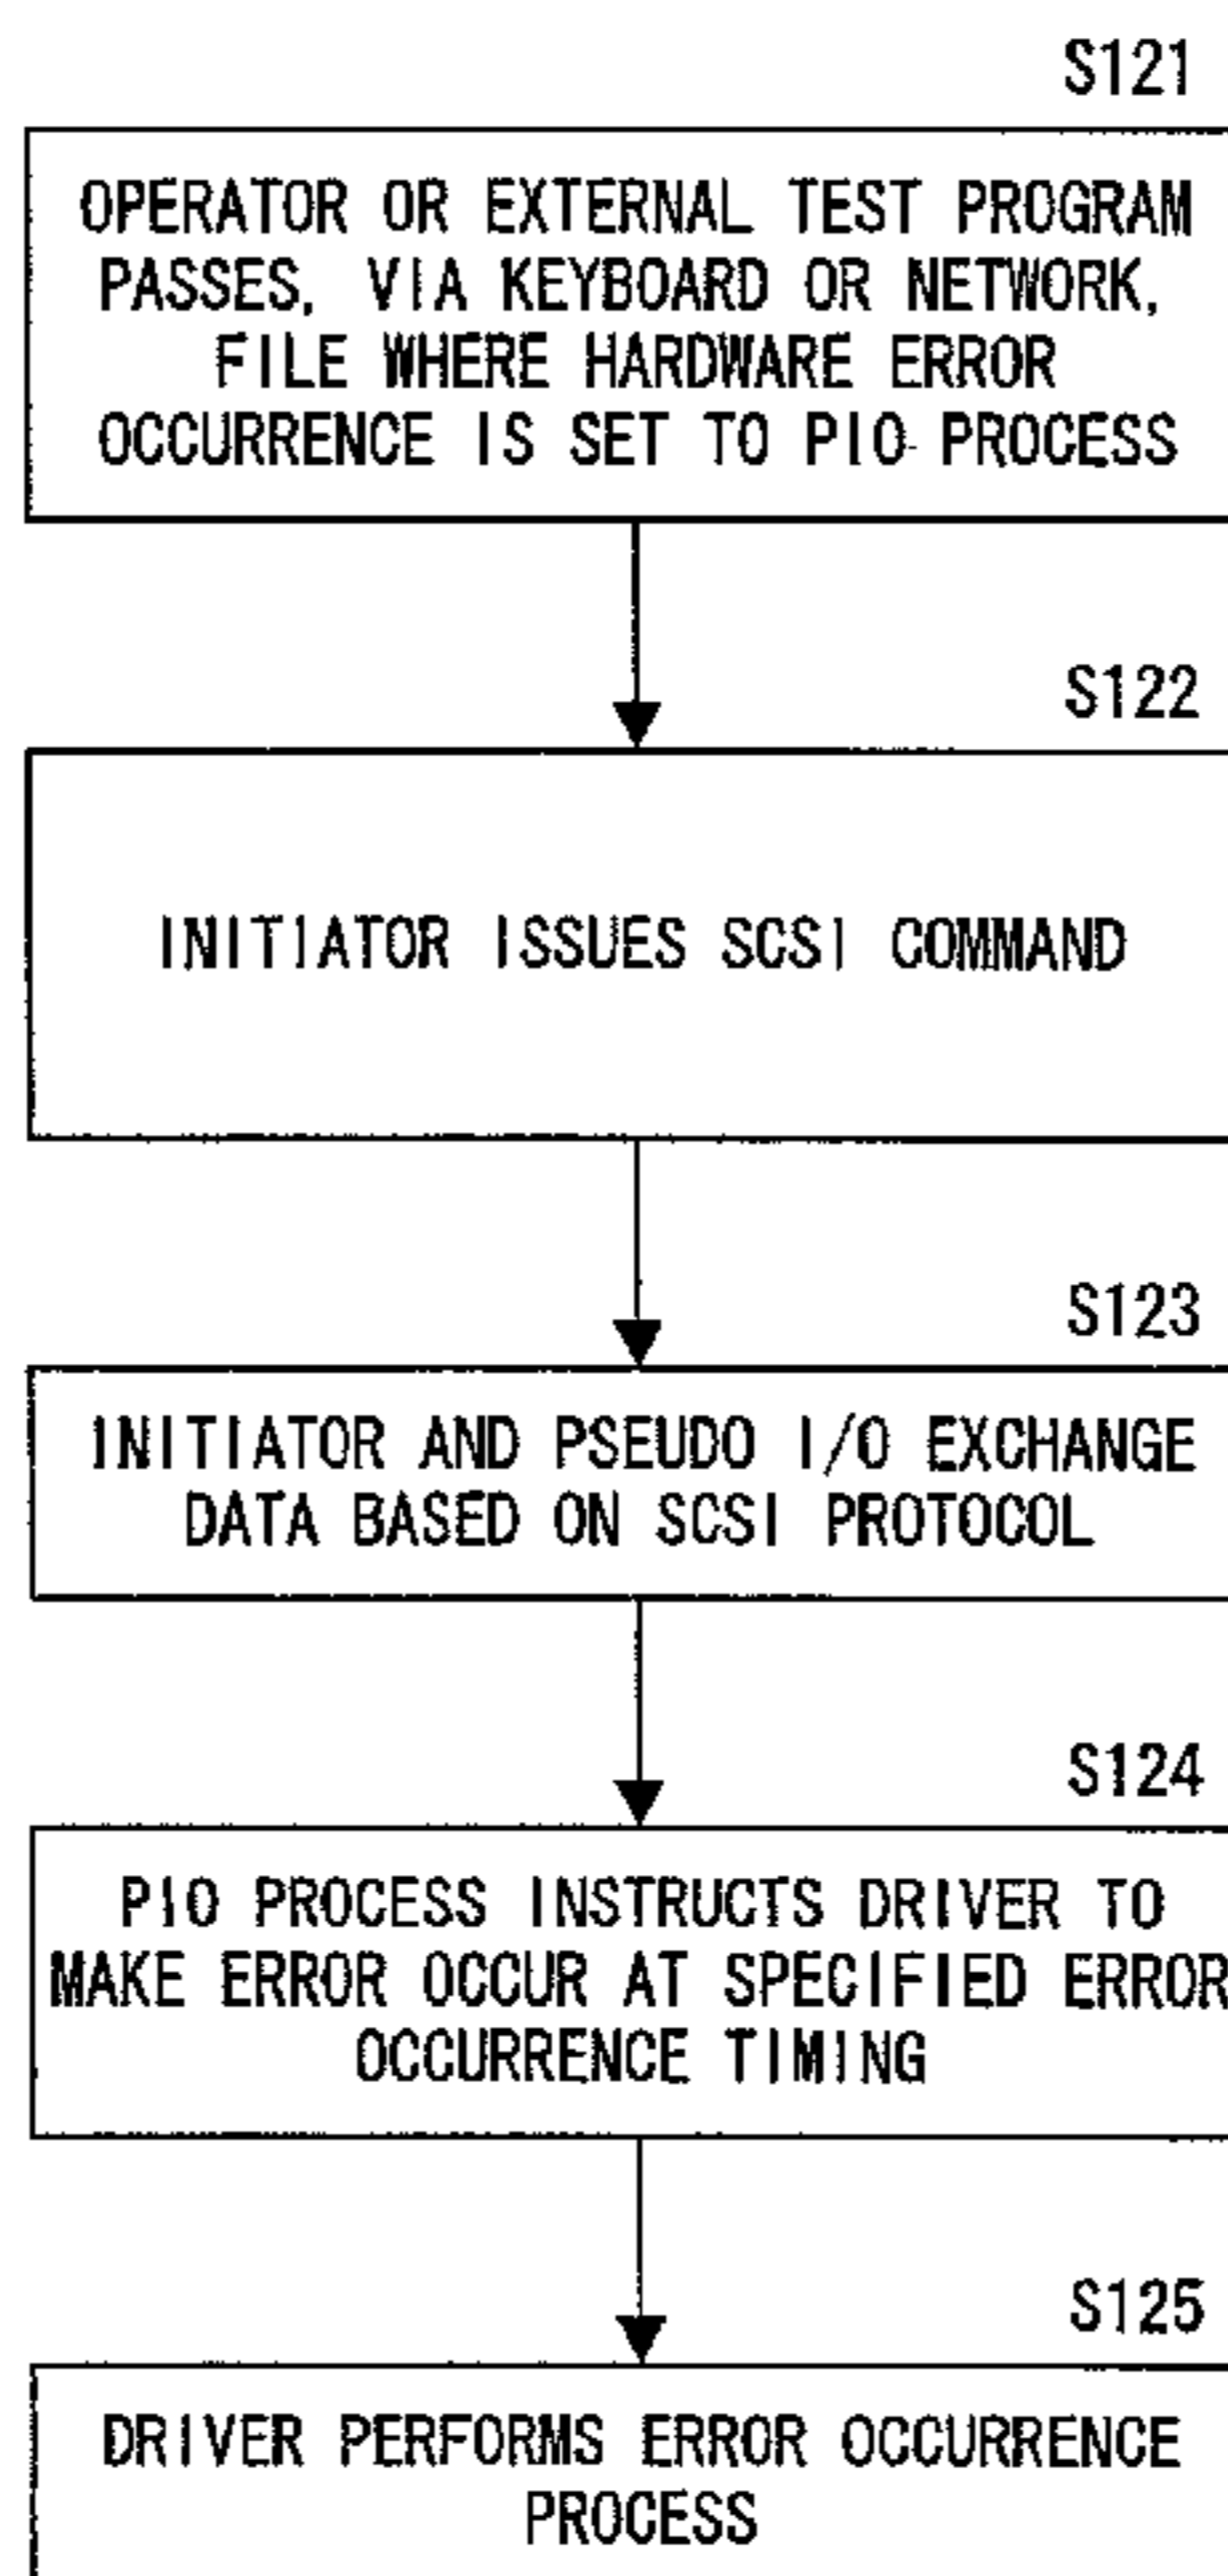 S121
OPERATOR OR EXTERNAL TEST PROGRAM
PASSES, VIA KEYBOARD OR NETWORK,
FILE WHERE HARDWARE ERROR
OCCURRENCE IS SET TO PIO PROCESS
S122
INITIATOR ISSUES SCSI COMMAND
S123
INITIATOR AND PSEUDO I/O EXCHANGE
DATA BASED ON SCSI PROTOCOL
S124
PIO PROCESS INSTRUCTS DRIVER TO
MAKE ERROR OCCUR AT SPECIFIED ERROR
OCCURRENCE TIMING
S125
DRIVER PERFORMS ERROR OCCURRENCE
PROCESS